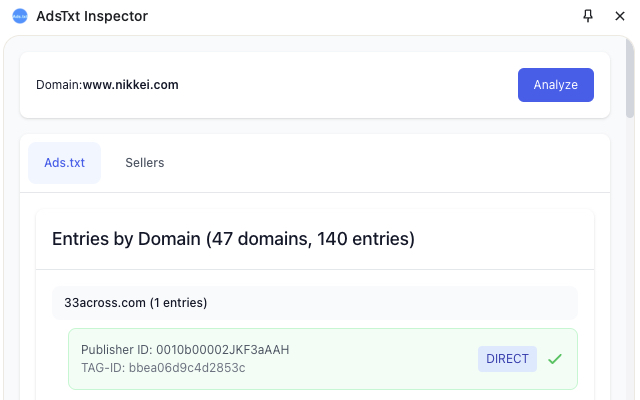 AdsTxt Inspector
Domain:www.nikkei.com
Analyze
Ads.txt
Sellers
Entries by Domain (47 domains, 140 entries)
33across.com (1 entries)
Publisher ID: 0010b00002JKF3aAAH
DIRECT
TAG-ID: bbea06d9c4d2853c